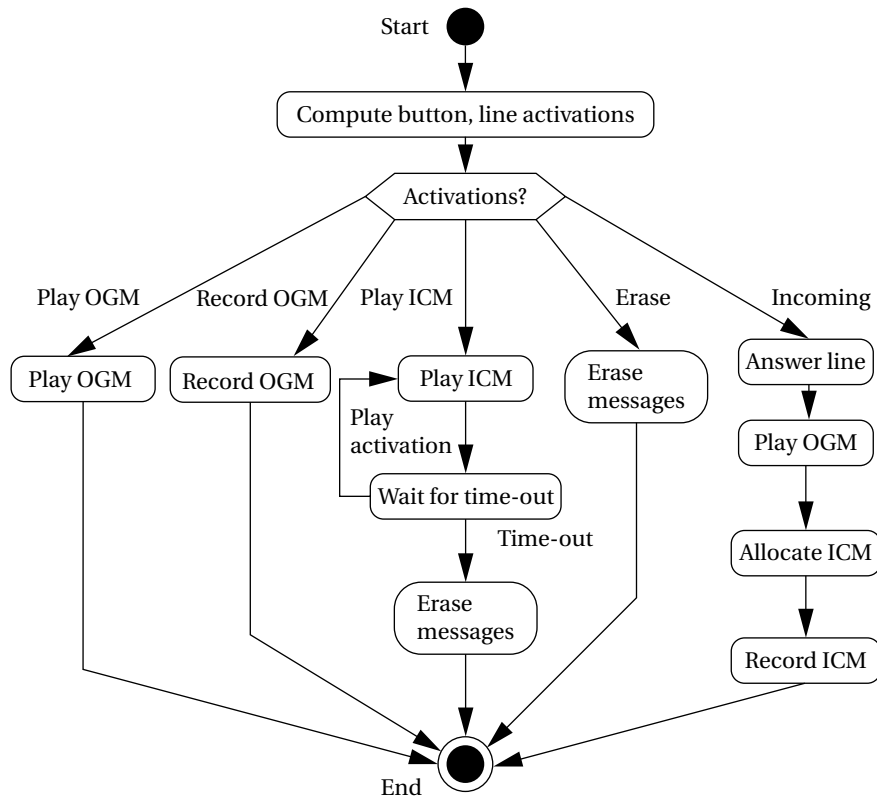 Start
Compute button, line activations
Activations?
Play OGM
Record OGM
Play ICM
Erase
Incoming
Play OGM
Record OGM
Play ICM
Erase
messages
Answer line
Play
activation
Play OGM
Wait for time-out
Time-out
Allocate ICM
Erase
messages
Record ICM
End